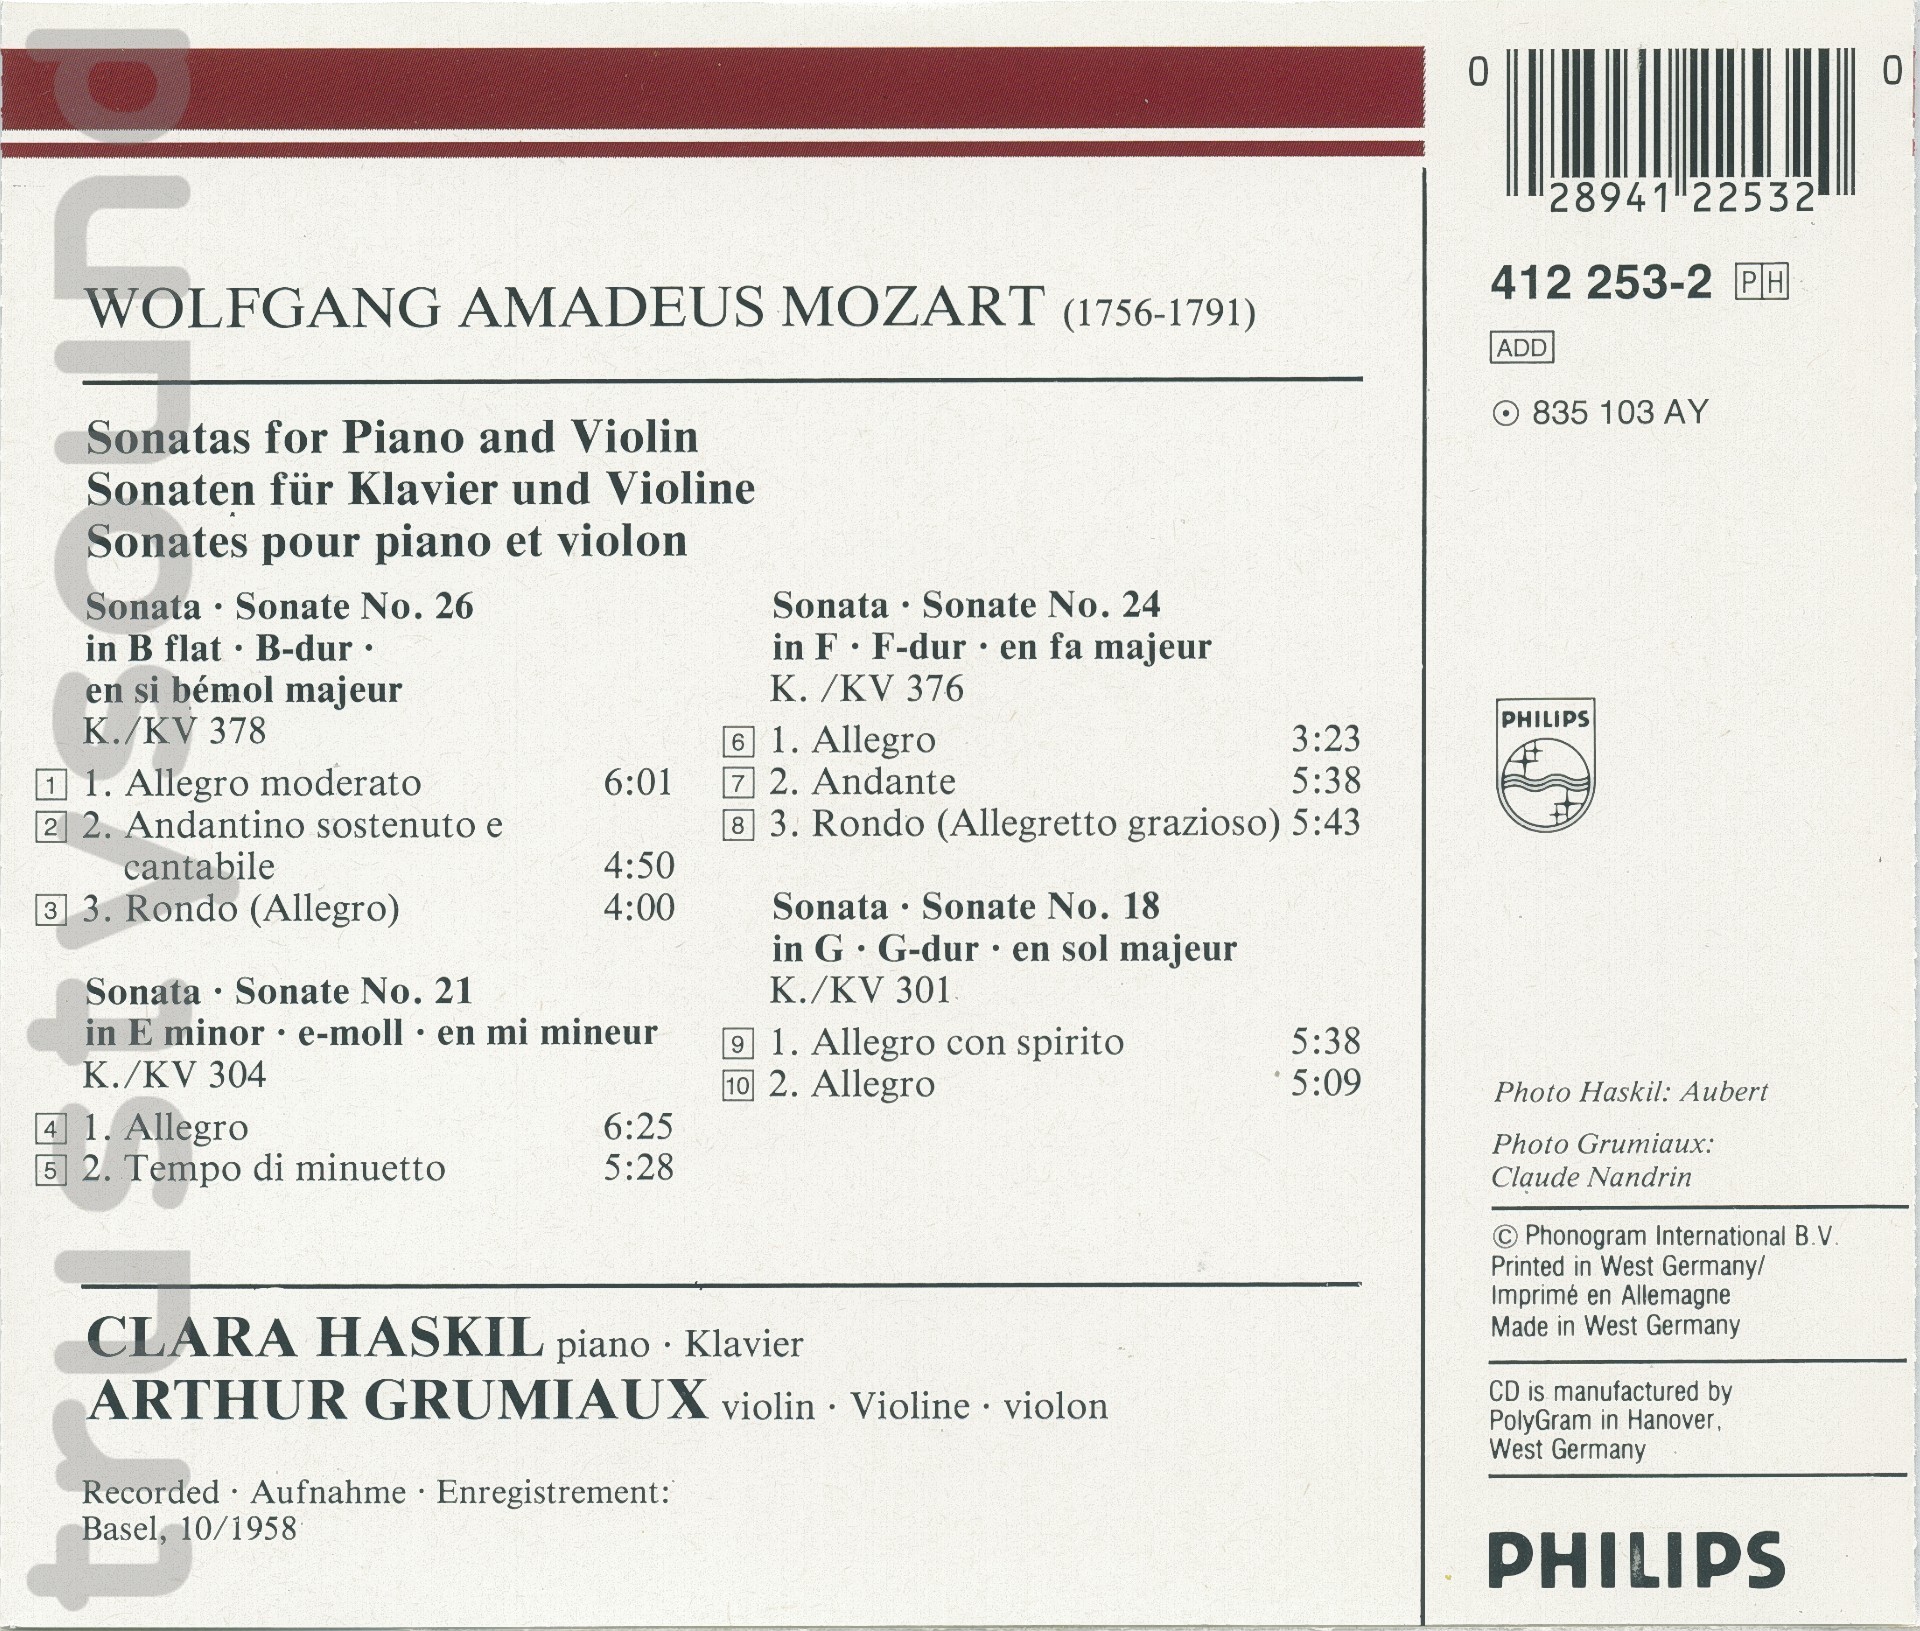 WOLFGANG AMADEUS MOZART (1756-1791)
Sonatas for Piano and Violin
Sonaten für Klavier und Violine
Sonates pour piano et violon
Sonata · Sonate No. 26
in B flat · B-dur ·
en si bémol majeur
K./KV 378
1 1. Allegro moderato 6:01
2 2. Andantino sostenuto e
cantabile 4:50
3 3. Rondo (Allegro) 4:00
Sonata · Sonate No. 21
in E minor · e-moll · en mi mineur
K./KV 304
4 1. Allegro 6:25
5 2. Tempo di minuetto 5:28
Sonata · Sonate No. 24
in F · F-dur · en fa majeur
K. /KV 376
6 1. Allegro 3:23
7 2. Andante 5:38
8 3. Rondo (Allegretto grazioso) 5:43
Sonata · Sonate No. 18
in G · G-dur · en sol majeur
K./KV 301
9 1. Allegro con spirito 5:38
10 2. Allegro 5:09
CLARA HASKIL piano · Klavier
ARTHUR GRUMIAUX violin · Violine · violon
Recorded · Aufnahme · Enregistrement:
Basel, 10/1958
0 28941 22532 0
412 253-2 PH
ADD
835 103 AY
PHILIPS
Photo Haskil: Aubert
Photo Grumiaux:
Claude Nandrin
© Phonogram International B.V.
Printed in West Germany/
Imprimé en Allemagne
Made in West Germany
CD is manufactured by
PolyGram in Hanover,
West Germany
PHILIPS
trustvsound